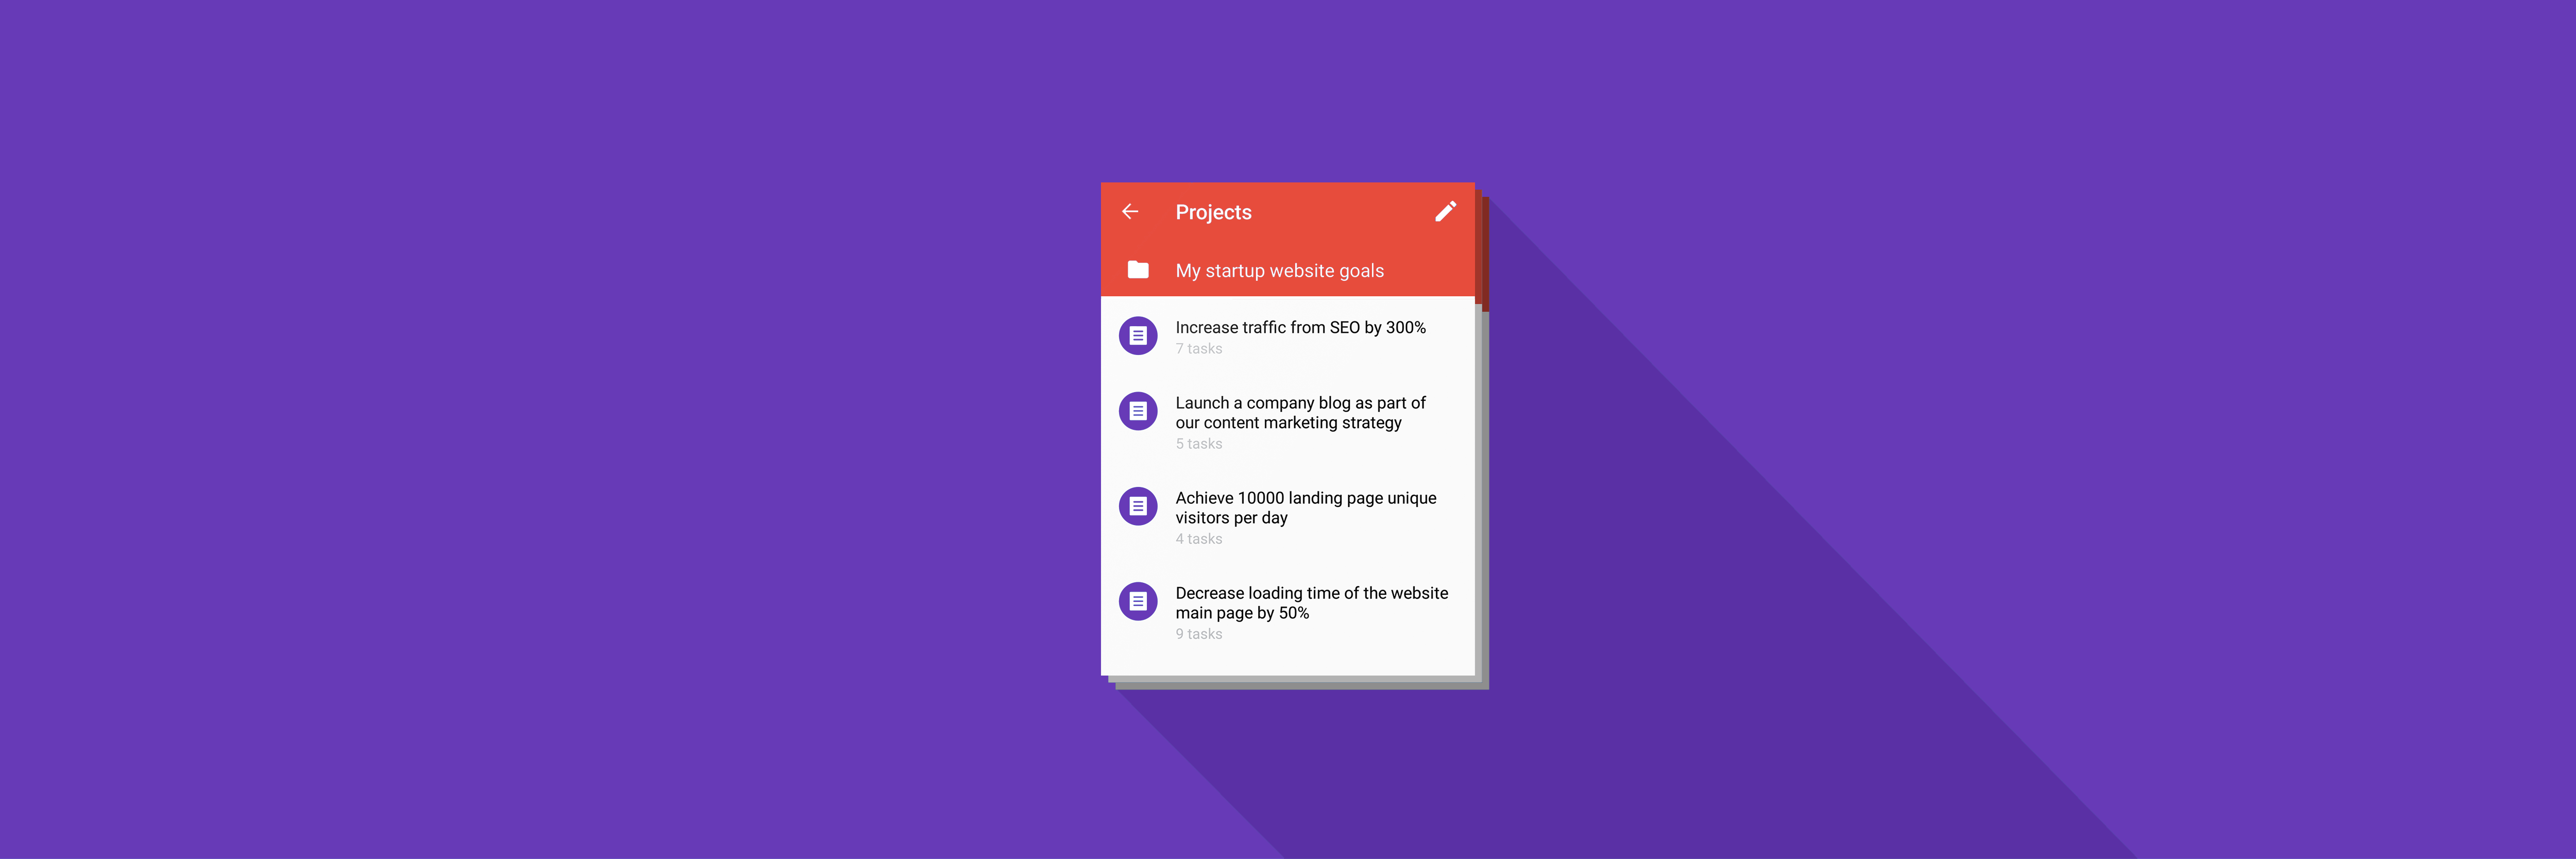 Projects
My startup website goals
Increase traffic from SEO by 300%
7 tasks
Launch a company blog as part of
our content marketing strategy
5 tasks
Achieve 10000 landing page unique
visitors per day
4 tasks
Decrease loading time of the website
main page by 50%
9 tasks